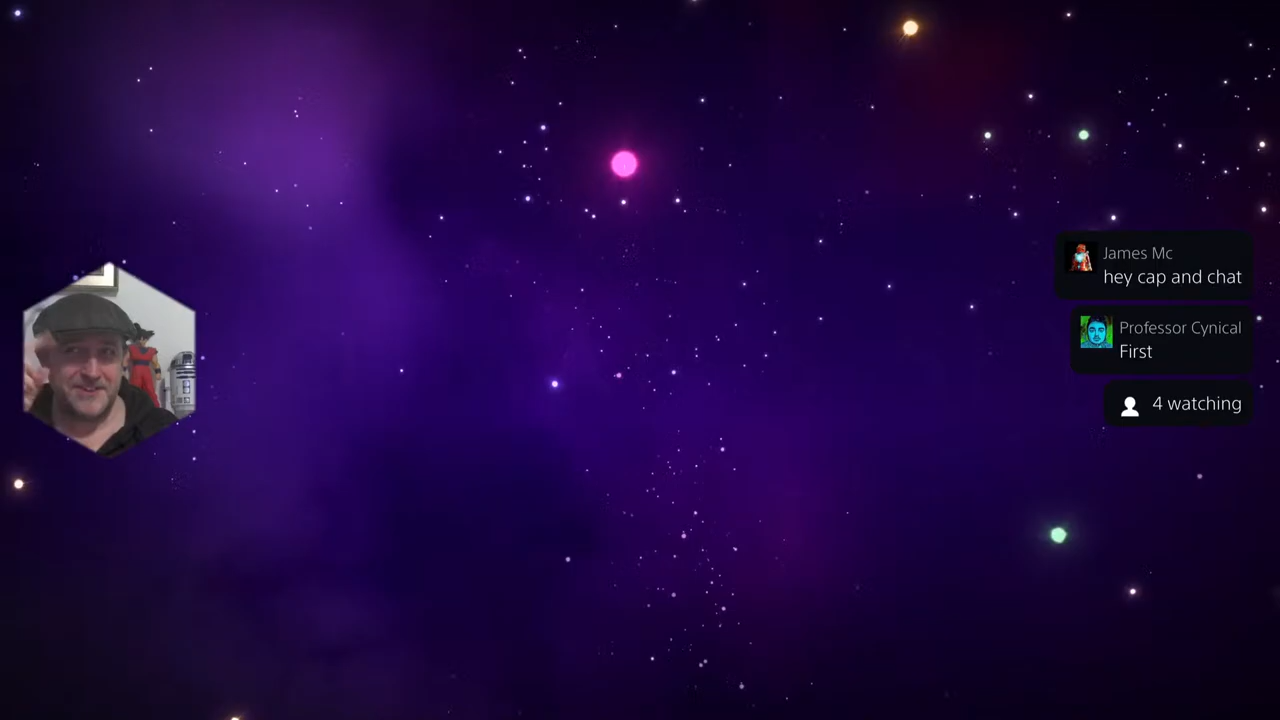 James Mc
hey cap and chat
Professor Cynical
First
4 watching